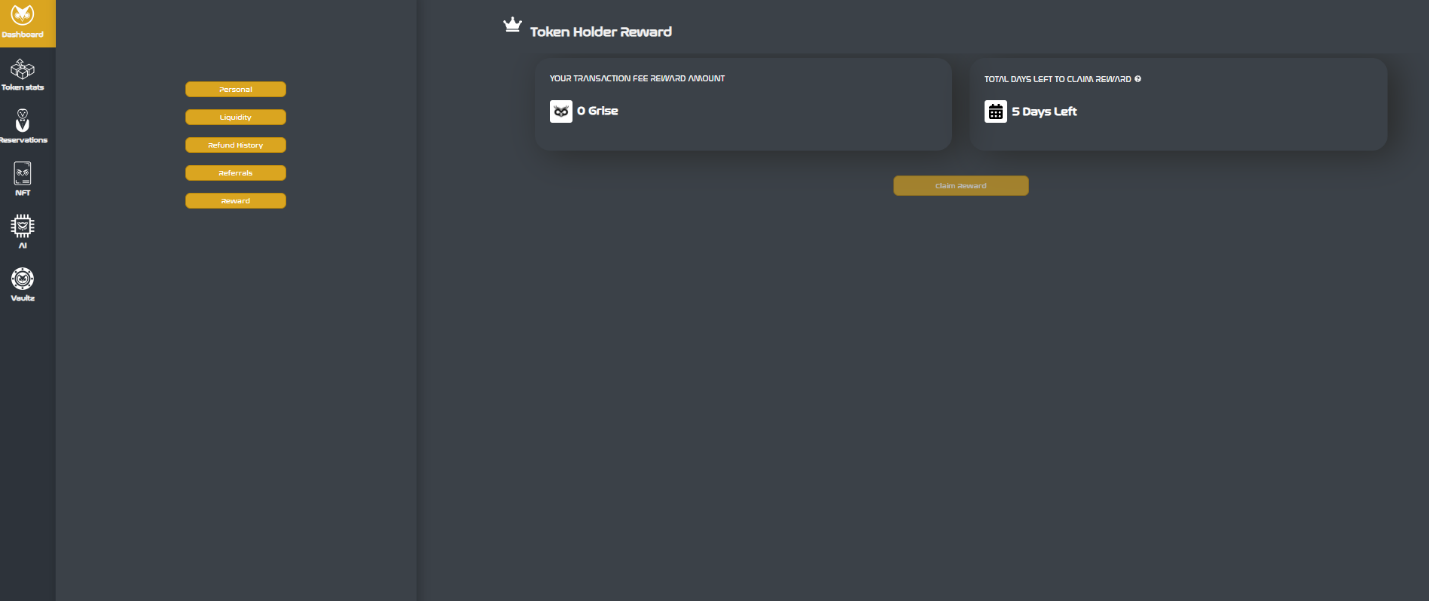 Dashboard
Token stats
Reservations
NFT
AI
Vaultz
Personal
Liquidity
Refund History
Referrals
Reward
Token Holder Reward
YOUR TRANSACTION FEE REWARD AMOUNT
0 Grise
TOTAL DAYS LEFT TO CLAIM REWARD
5 Days Left
Claim Reward